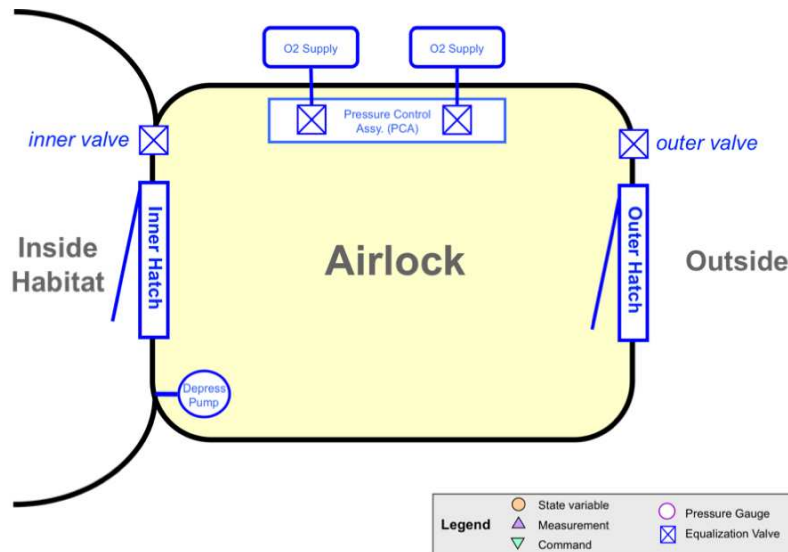 O2 Supply
O2 Supply
Pressure Control
Assy. (PCA)
inner valve
outer valve
Inner Hatch
Outer Hatch
Inside
Habitat
Airlock
Outside
Depress
Pump
Legend
State variable
Measurement
Command
Pressure Gauge
Equalization Valve